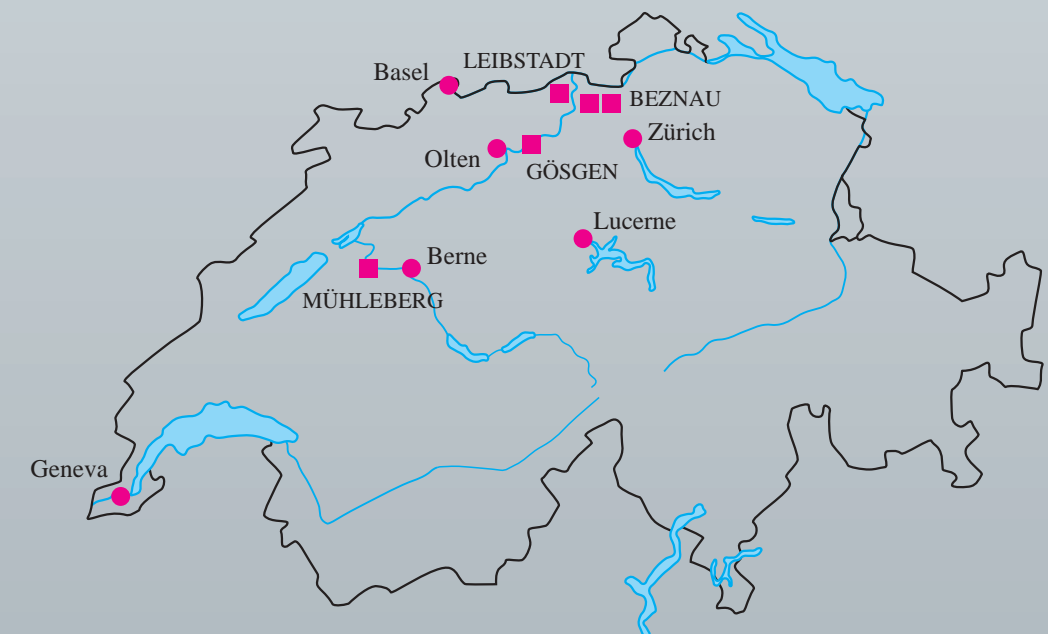 LEIBSTADT
Basel
BEZNAU
Zürich
Olten
GÖSGEN
Lucerne
Berne
MÜHLEBERG
Geneva